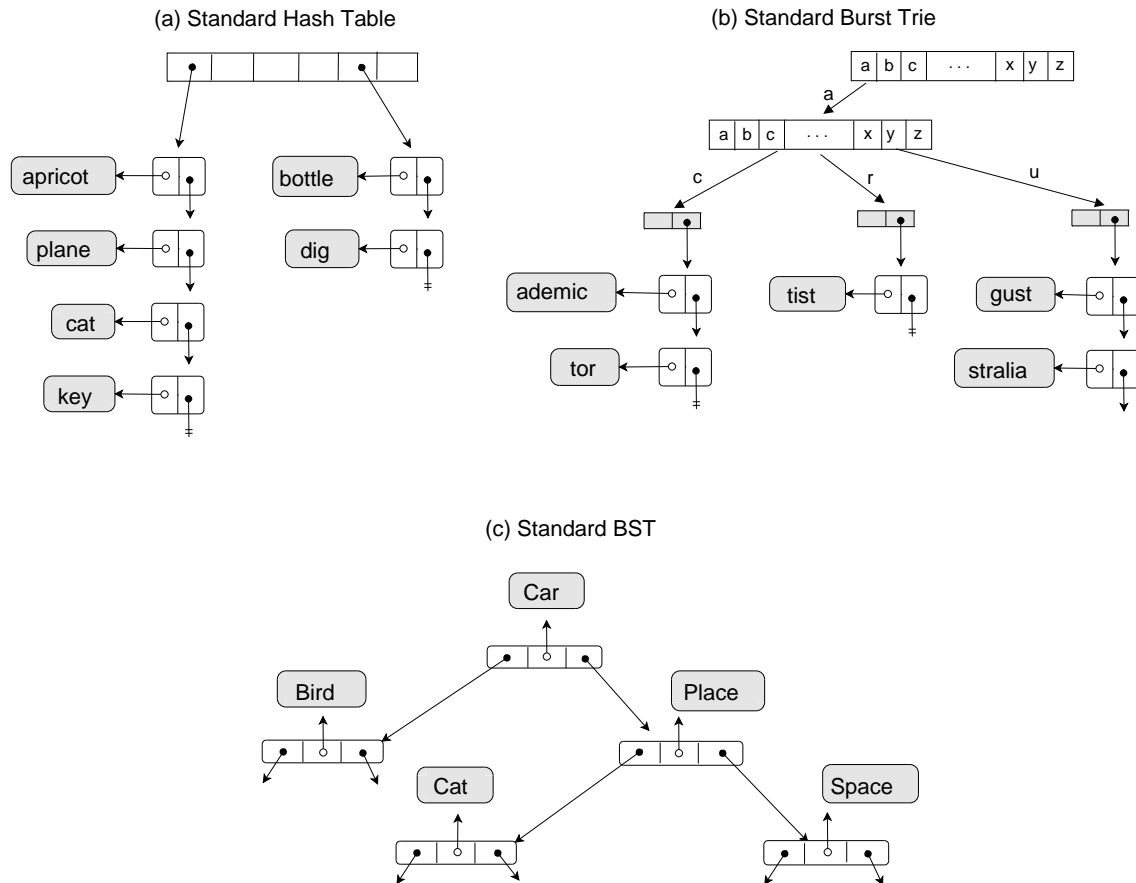 (a) Standard Hash Table
(b) Standard Burst Trie
a b c ... x y z
a
a b c ... x y z
c r u
apricot bottle
plane dig
cat
key
ademic tist gust
tor stralia
(c) Standard BST
Car
Bird Place
Cat Space